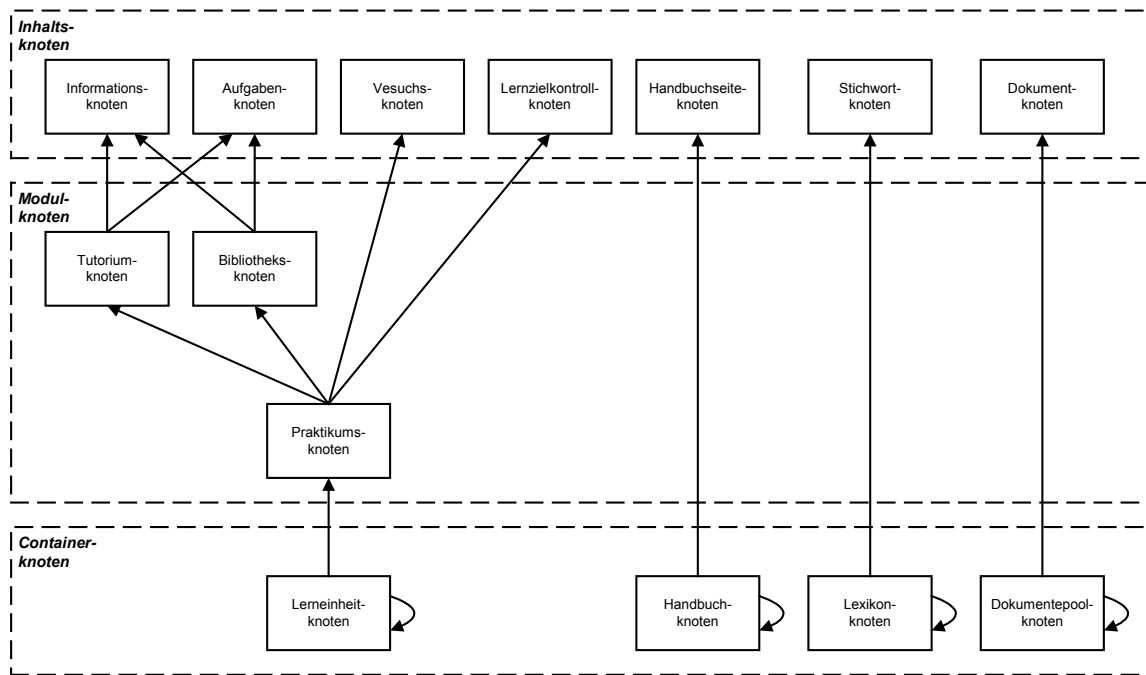 Inhalts-
knoten
Informations-
knoten
Aufgaben-
knoten
Vesuchs-
knoten
Lernzielkontroll-
knoten
Handbuchseite-
knoten
Stichwort-
knoten
Dokument-
knoten
Modul-
knoten
Tutorium-
knoten
Bibliotheks-
knoten
Praktikums-
knoten
Container-
knoten
Lerneinheit-
knoten
Handbuch-
knoten
Lexikon-
knoten
Dokumentepool-
knoten